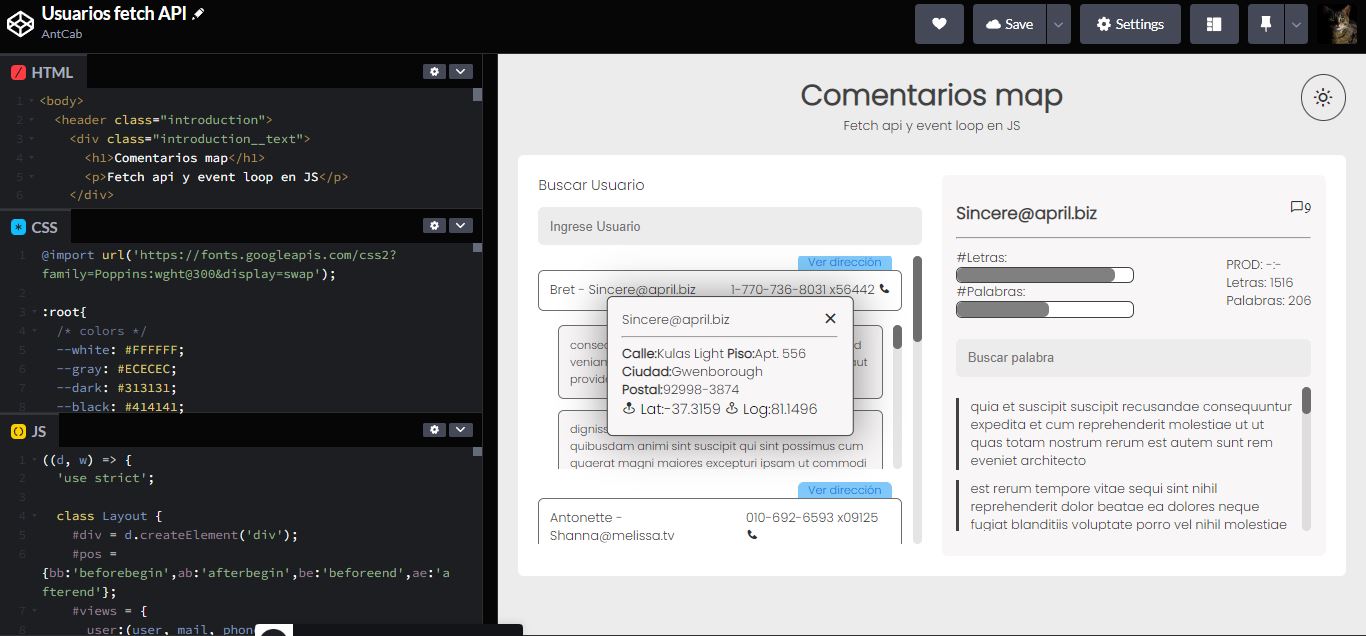 Usuarios fetch API
AntCab
Save
Settings
HTML
1 <body>
2 <header class="introduction">
3 <div class="introduction__text">
4 <h1>Comentarios map</h1>
5 <p>Fetch api y event loop en JS</p>
6 </div>
CSS
1 @import url('https://fonts.googleapis.com/css2?
family=Poppins:wght@300&display=swap');
2
3 :root{
4 /* colors */
5 --white: #FFFFFF;
6 --gray: #ECECEC;
7 --dark: #313131;
8 --black: #414141;
JS
1 ((d, w) => {
2 'use strict';
3
4 class Layout {
5 #div = d.createElement('div');
6 #pos =
{bb:'beforebegin',ab:'afterbegin',be:'beforeend',ae:'a
fterend'};
7 #views = {
8 user:(user, mail, phon
Comentarios map
Fetch api y event loop en JS
Buscar Usuario
Ingrese Usuario
Ver dirección
Bret - Sincere@april.biz 1-770-736-8031 x56442
Sincere@april.biz
Calle:Kulas Light Piso:Apt. 556
Ciudad:Gwenborough
Postal:92998-3874
Lat:-37.3159 Log:81.1496
quibusdam animi sint suscipit qui sint possimus cum
quaerat magni maiores excepturi ipsam ut commodi
Ver dirección
Antonette - 010-692-6593 x09125
Shanna@melissa.tv
Sincere@april.biz 9
#Letras:
#Palabras:
PROD: -:-
Letras: 1516
Palabras: 206
Buscar palabra
quia et suscipit suscipit recusandae consequuntur
expedita et cum reprehenderit molestiae ut ut
quas totam nostrum rerum est autem sunt rem
eveniet architecto
est rerum tempore vitae sequi sint nihil
reprehenderit dolor beatae ea dolores neque
fugiat blanditiis voluptate porro vel nihil molestiae